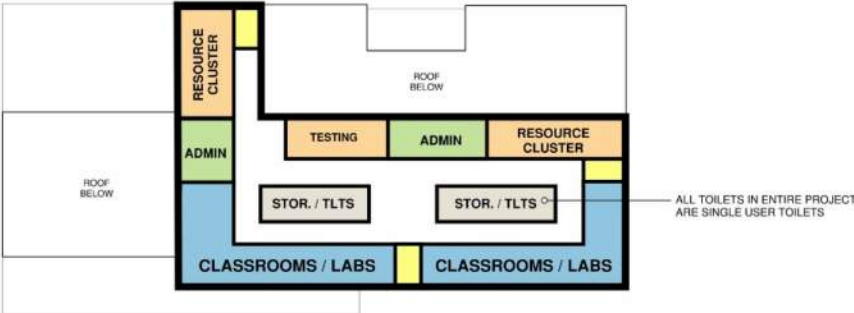 RESOURCE
CLUSTER
ROOF
BELOW
TESTING
ADMIN
RESOURCE
CLUSTER
ADMIN
ROOF
BELOW
STOR. / TLTS
STOR. / TLTS
ALL TOILETS IN ENTIRE PROJECT
ARE SINGLE USER TOILETS
CLASSROOMS / LABS
CLASSROOMS / LABS